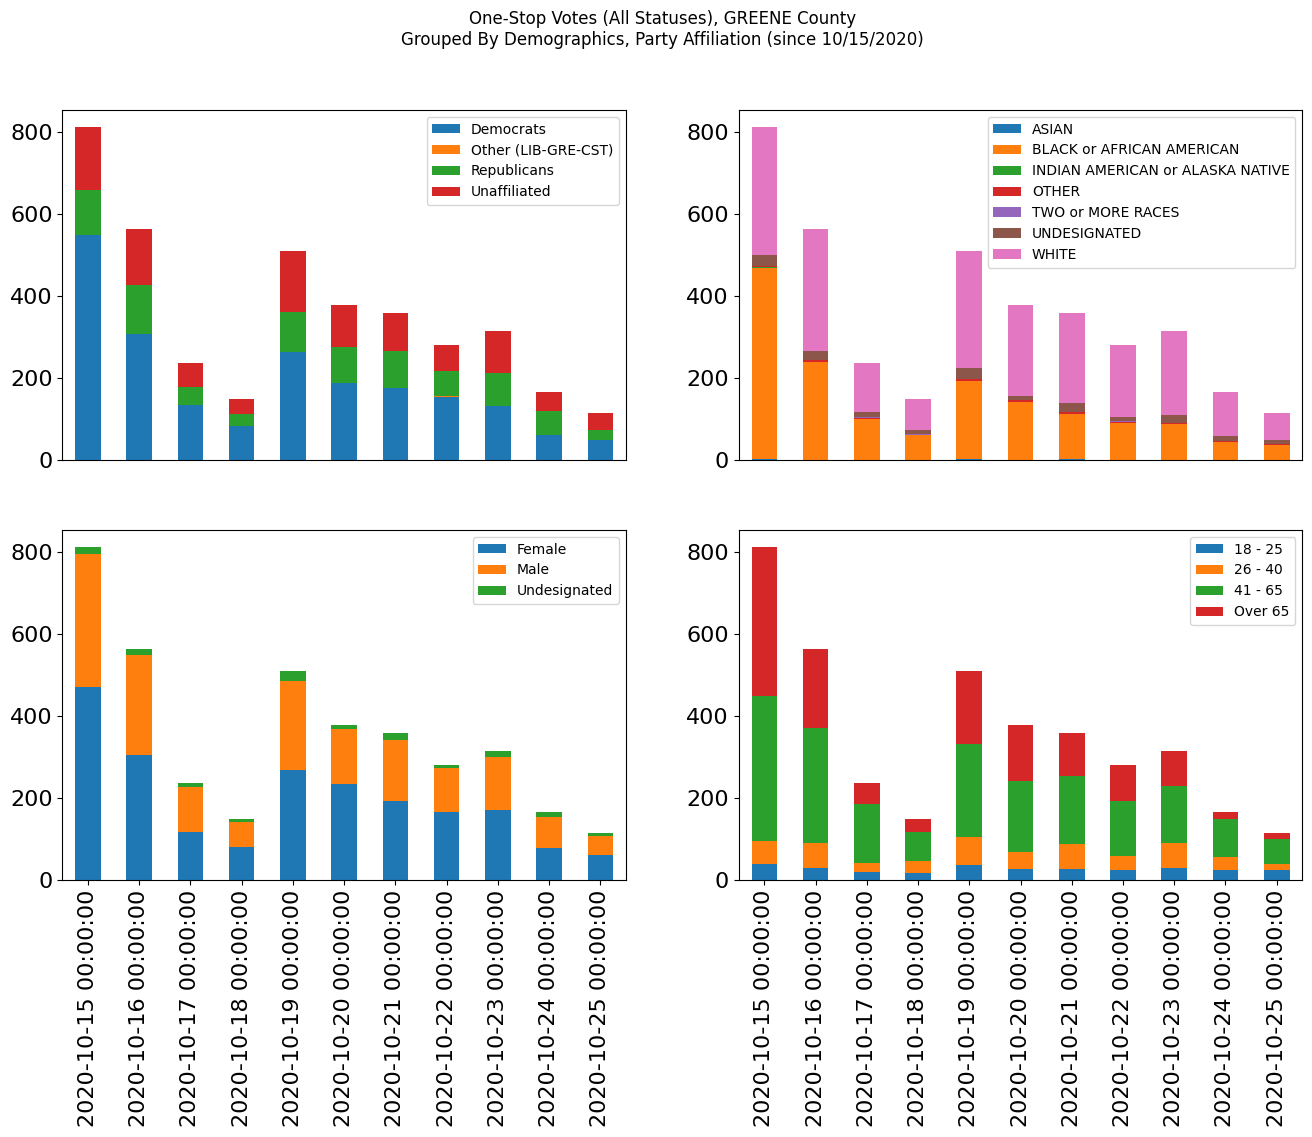 One-Stop Votes (All Statuses), GREENE County
Grouped By Demographics, Party Affiliation (since 10/15/2020)
800
600
400
200
0
Democrats
Other (LIB-GRE-CST)
Republicans
Unaffiliated
800
600
400
200
0
ASIAN
BLACK or AFRICAN AMERICAN
INDIAN AMERICAN or ALASKA NATIVE
OTHER
TWO or MORE RACES
UNDESIGNATED
WHITE
800
600
400
200
0
Female
Male
Undesignated
2020-10-15 00:00:00
2020-10-16 00:00:00
2020-10-17 00:00:00
2020-10-18 00:00:00
2020-10-19 00:00:00
2020-10-20 00:00:00
2020-10-21 00:00:00
2020-10-22 00:00:00
2020-10-23 00:00:00
2020-10-24 00:00:00
2020-10-25 00:00:00
800
600
400
200
0
18 - 25
26 - 40
41 - 65
Over 65
2020-10-15 00:00:00
2020-10-16 00:00:00
2020-10-17 00:00:00
2020-10-18 00:00:00
2020-10-19 00:00:00
2020-10-20 00:00:00
2020-10-21 00:00:00
2020-10-22 00:00:00
2020-10-23 00:00:00
2020-10-24 00:00:00
2020-10-25 00:00:00